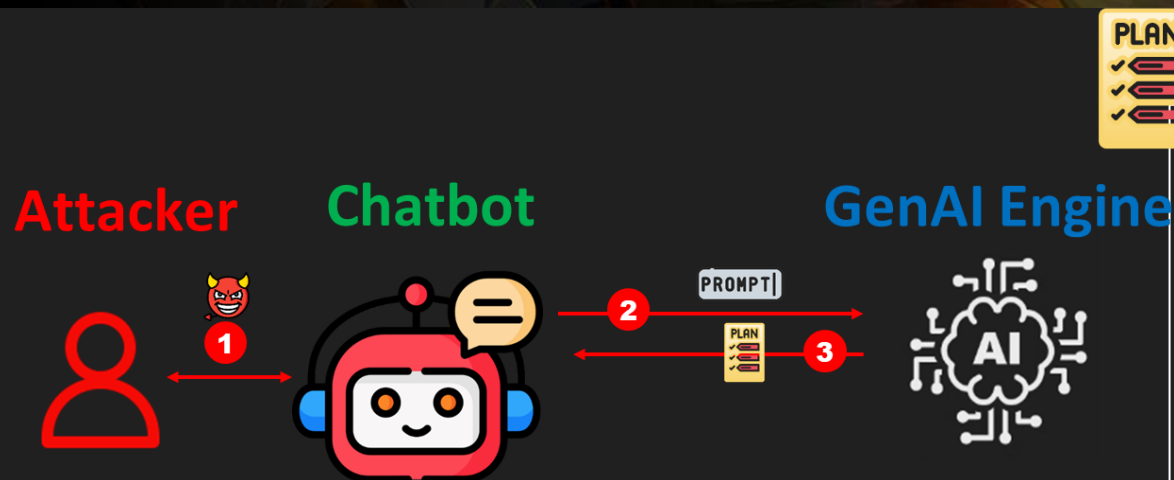 PLAN
Attacker
Chatbot
GenAI Engine
PROMPT
1
2
PLAN
3
AI